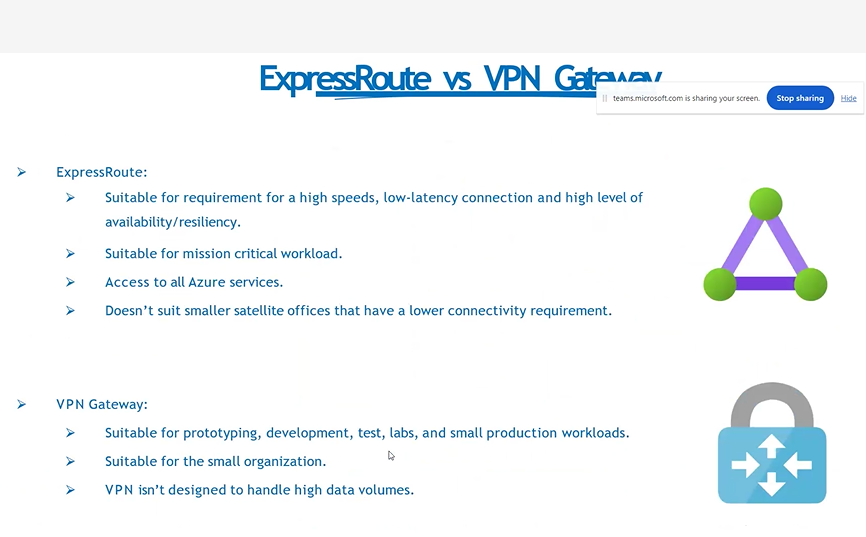 ExpressRoute vs VPN Gateway
teams.microsoft.com is sharing your screen.
Stop sharing
Hide
ExpressRoute:
Suitable for requirement for a high speeds, low-latency connection and high level of
availability/resiliency.
Suitable for mission critical workload.
Access to all Azure services.
Doesn’t suit smaller satellite offices that have a lower connectivity requirement.
VPN Gateway:
Suitable for prototyping, development, test, labs, and small production workloads.
Suitable for the small organization.
VPN isn’t designed to handle high data volumes.